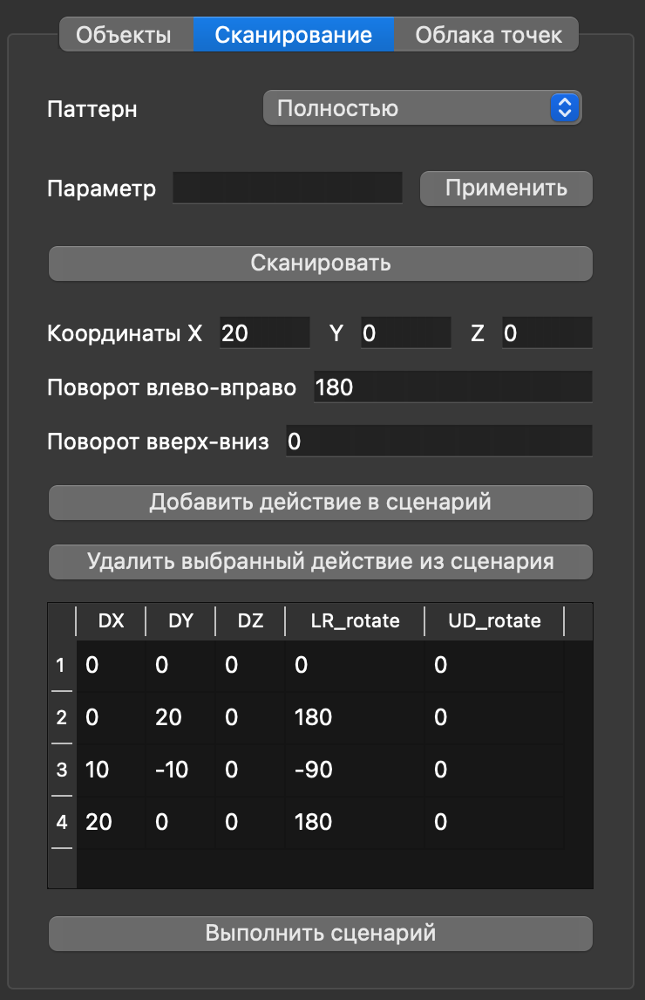 Объекты Сканирование Облака точек
Паттерн Полностью
Параметр Применить
Сканировать
Координаты X 20 Y 0 Z 0
Поворот влево-вправо 180
Поворот вверх-вниз 0
Добавить действие в сценарий
Удалить выбранный действие из сценария
DX DY DZ LR_rotate UD_rotate
1 0 0 0 0 0
2 0 20 0 180 0
3 10 -10 0 -90 0
4 20 0 0 180 0
Выполнить сценарий